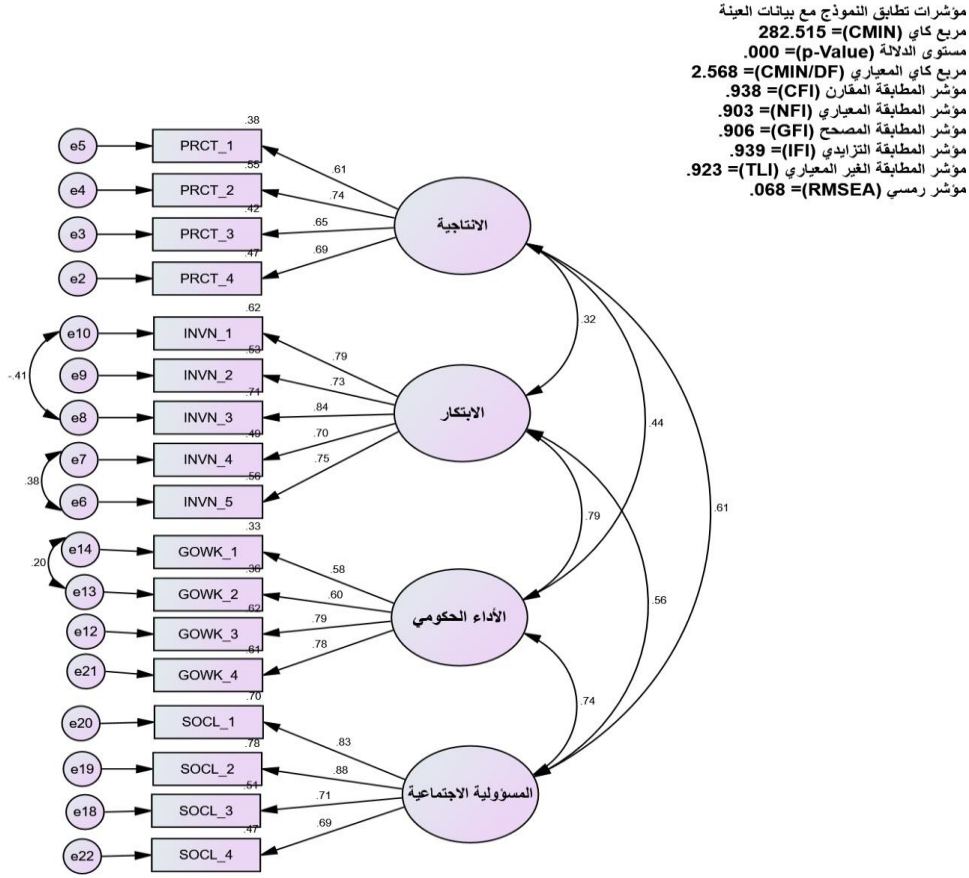 مؤشرات تطابق النموذج مع بيانات العينة
مربع كاي (CMIN)= 282.515
مستوى الدلالة (p-Value)= .000
مربع كاي المعياري (CMIN/DF)= 2.568
مؤشر المطابقة المقارن (CFI)= .938
مؤشر المطابقة المعياري (NFI)= .903
مؤشر المطابقة المصحح (GFI)= .906
مؤشر المطابقة التزايدي (IFI)= .939
مؤشر المطابقة الغير المعياري (TLI)= .923
مؤشر رمسي (RMSEA)= .068
.38
e5 PRCT_1 .61
.55
e4 PRCT_2 .74
.42
e3 PRCT_3 .65
.47
e2 PRCT_4 .69
الانتاجية
.62
e10 INVN_1 .79
.53
e9 INVN_2 .73
.71
e8 INVN_3 .84
.49
e7 INVN_4 .70
.56
e6 INVN_5 .75
-.41
.38
الابتكار
.33
e14 GOWK_1 .58
.36
e13 GOWK_2 .60
.62
e12 GOWK_3 .79
.61
e21 GOWK_4 .78
.20
الأداء الحكومي
.70
e20 SOCL_1 .83
.78
e19 SOCL_2 .88
.51
e18 SOCL_3 .71
.47
e22 SOCL_4 .69
المسؤولية الاجتماعية
.32
.44
.61
.79
.56
.74